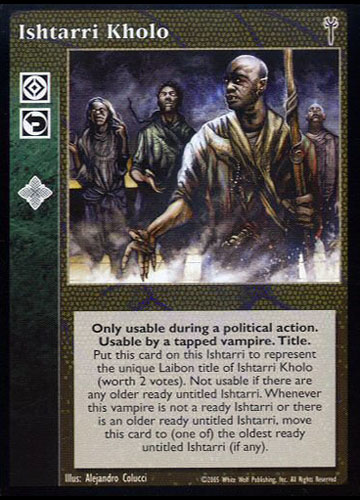 Ishtarri Kholo
Only usable during a political action.
Usable by a tapped vampire. Title.
Put this card on this Ishtarri to represent
the unique Laibon title of Ishtarri Kholo
(worth 2 votes). Not usable if there are
any older ready untitled Ishtarri. Whenever
this vampire is not a ready Ishtarri or there
is an older ready untitled Ishtarri, move
this card to (one of) the oldest ready
untitled Ishtarri (if any).
Illus: Alejandro Colucci
©2005 White Wolf Publishing, Inc. All Rights Reserved